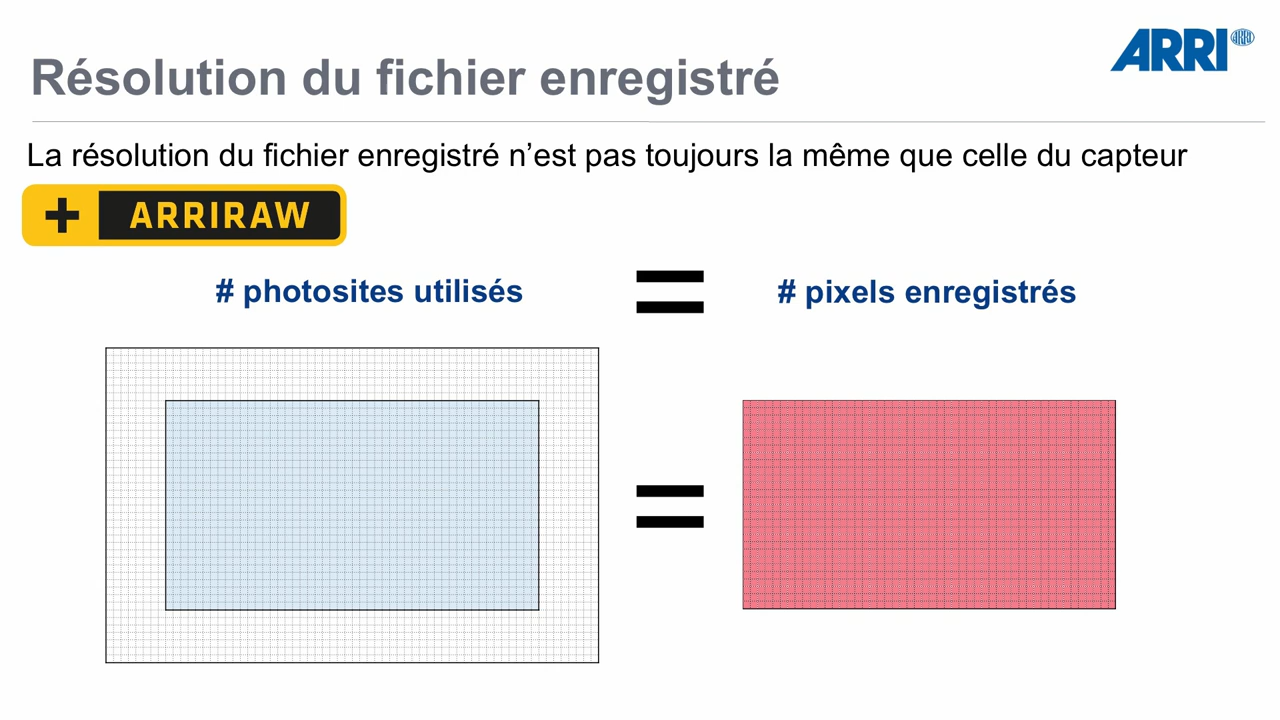 ARRI
Résolution du fichier enregistré
La résolution du fichier enregistré n’est pas toujours la même que celle du capteur
+ ARRIRAW
# photosites utilisés = # pixels enregistrés
=